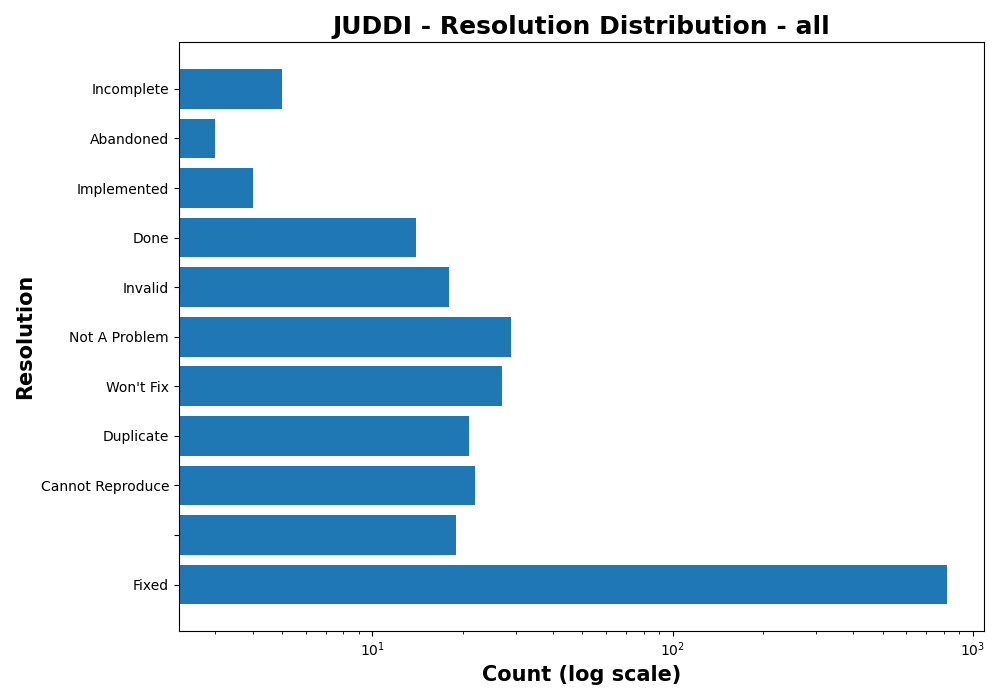 JUDDI - Resolution Distribution - all
Incomplete
Abandoned
Implemented
Done
Invalid
Not A Problem
Won't Fix
Duplicate
Cannot Reproduce
Fixed
Resolution
10¹
10²
10³
Count (log scale)